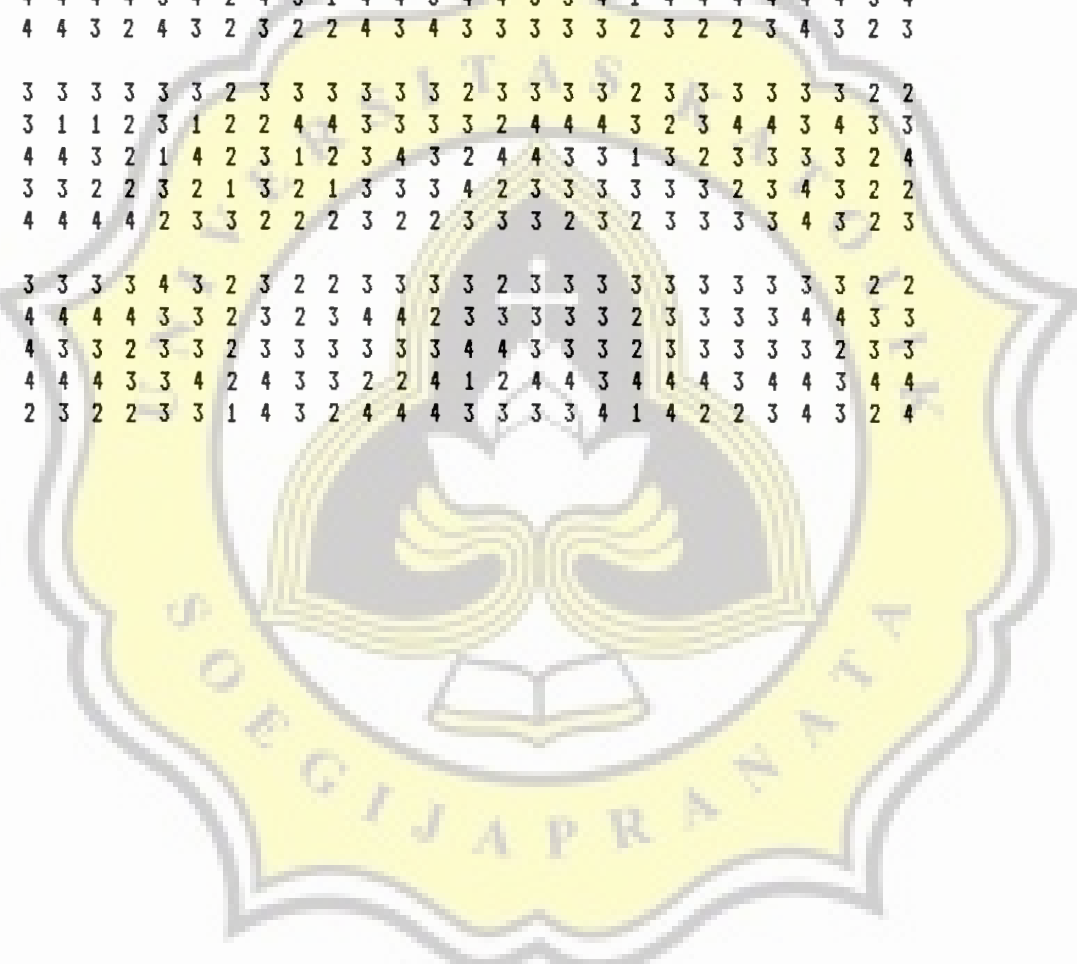 4 4 3 2 4 3 2 3 2 2 4 3 4 3 3 3 3 3 2 3 2 2 3 4 3 2 3
3 3 3 3 3 3 2 3 3 3 3 3 3 2 3 3 3 3 2 3 3 3 3 3 3 2 2
3 1 1 2 3 1 2 2 4 4 3 3 3 3 2 4 4 4 3 2 3 4 4 3 4 3 3
4 4 3 2 1 4 2 3 1 2 3 4 3 2 4 4 3 3 1 3 2 3 3 3 3 2 4
3 3 2 2 3 2 1 3 2 1 3 3 3 4 2 3 3 3 3 3 3 2 3 4 3 2 2
4 4 4 4 2 3 3 2 2 2 3 2 2 3 3 3 2 3 2 3 3 3 3 4 3 2 3
3 3 3 3 4 3 2 3 2 2 3 3 3 3 2 3 3 3 3 3 3 3 3 3 3 2 2
4 4 4 4 3 3 2 3 2 3 4 4 2 3 3 3 3 3 2 3 3 3 3 4 4 3 3
4 3 3 2 3 3 2 3 3 3 3 3 3 4 4 3 3 3 2 3 3 3 3 3 2 3 3
4 4 4 3 3 4 2 4 3 3 2 2 4 1 2 4 4 3 4 4 4 3 4 4 3 4 4
2 3 2 2 3 3 1 4 3 2 4 4 4 3 3 3 3 4 1 4 2 2 3 4 3 2 4
UNIVERSITAS KATOLIK
SOEGIJAPRANATA